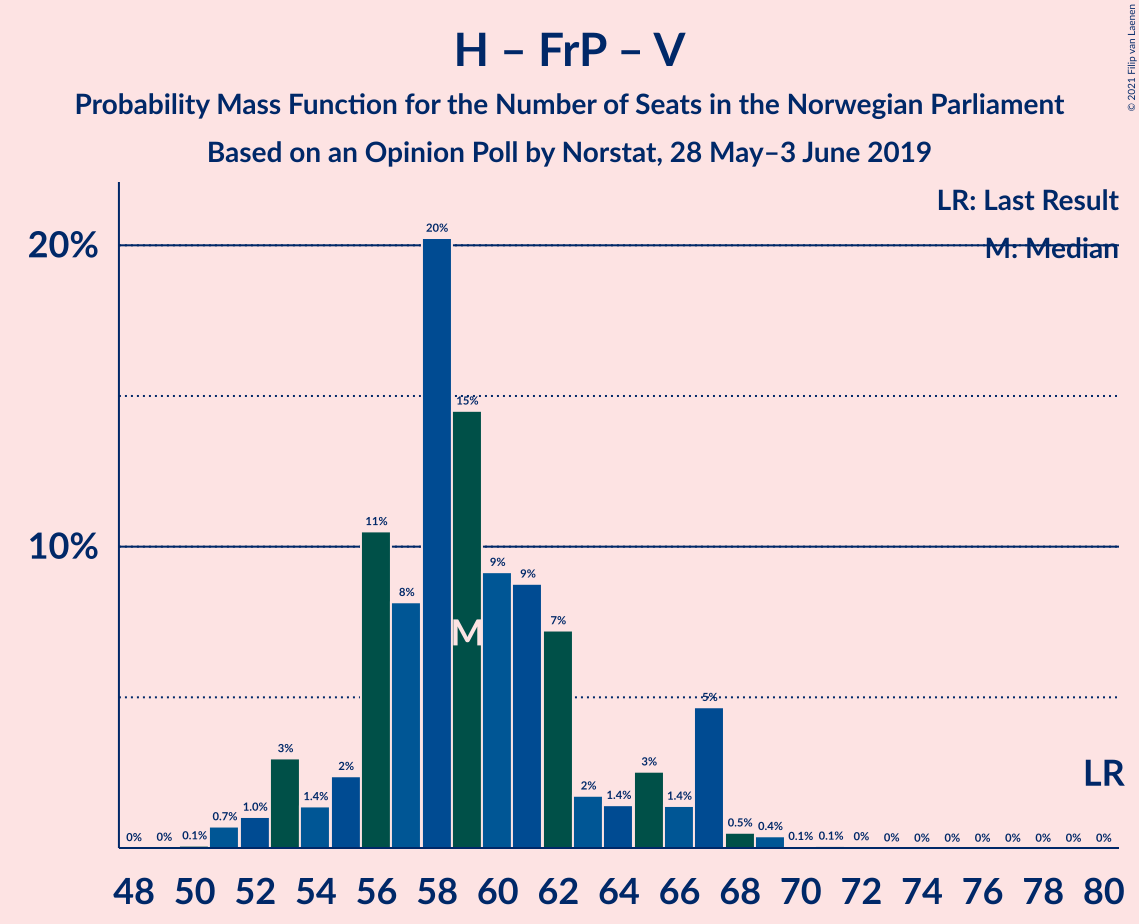 H – FrP – V
Probability Mass Function for the Number of Seats in the Norwegian Parliament
Based on an Opinion Poll by Norstat, 28 May–3 June 2019
© 2021 Filip van Laenen
LR: Last Result
M: Median
20%
10%
0% 0% 0.1% 0.7% 1.0% 3% 1.4% 2% 11% 8% 20% 15% 9% 9% 7% 2% 1.4% 3% 1.4% 5% 0.5% 0.4% 0.1% 0.1% 0% 0% 0% 0% 0% 0% 0% 0% 0%
M
LR
48 50 52 54 56 58 60 62 64 66 68 70 72 74 76 78 80